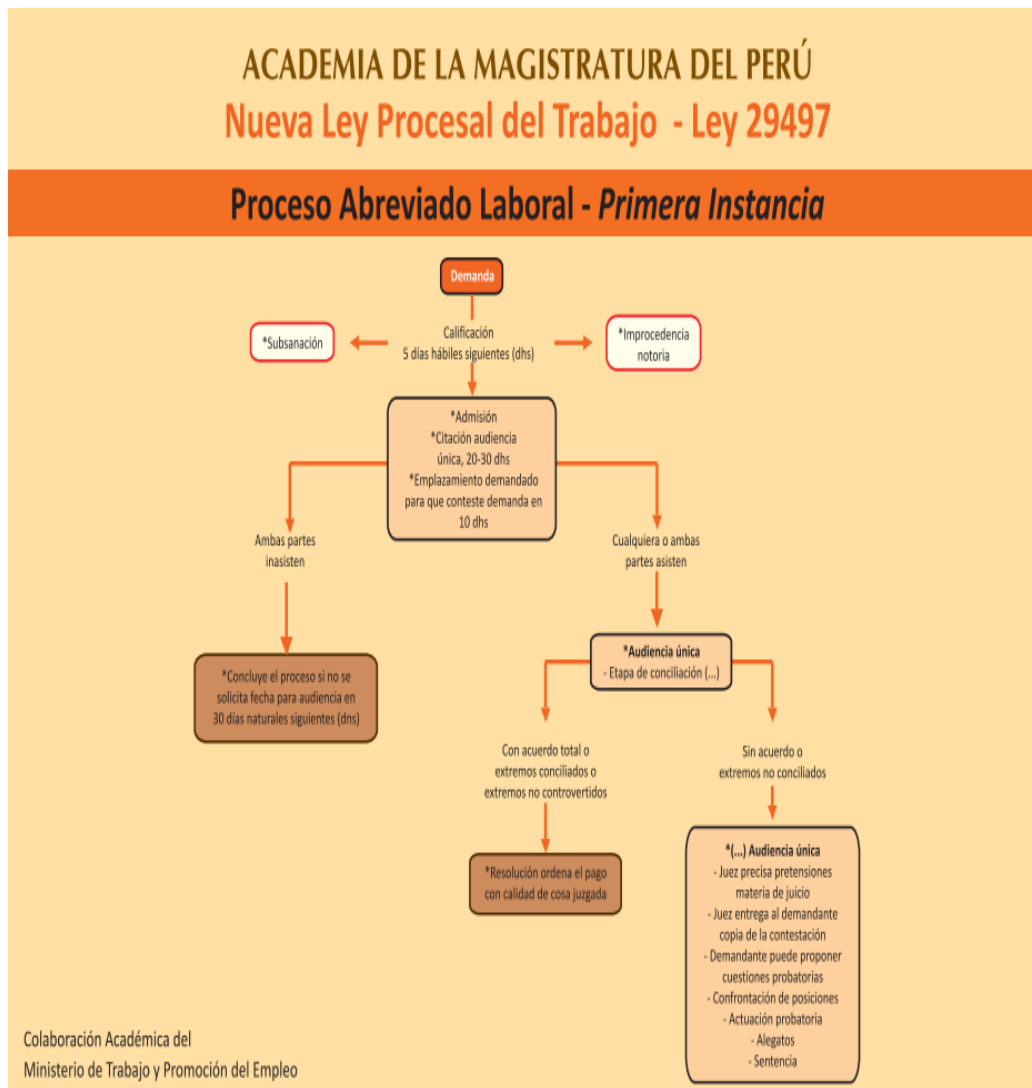 ACADEMIA DE LA MAGISTRATURA DEL PERÚ
Nueva Ley Procesal del Trabajo - Ley 29497
Proceso Abreviado Laboral - Primera Instancia
Demanda
Calificación
5 días hábiles siguientes (dhs)
*Subsanación
*Improcedencia
notoria
*Admisión
*Citación audiencia
única, 20-30 dhs
*Emplazamiento demandado
para que conteste demanda en
10 dhs
Ambas partes
inasisten
Cualquiera o ambas
partes asisten
*Concluye el proceso si no se
solicita fecha para audiencia en
30 días naturales siguientes (dns)
*Audiencia única
- Etapa de conciliación (...)
Con acuerdo total o
extremos conciliados o
extremos no controvertidos
Sin acuerdo o
extremos no conciliados
*Resolución ordena el pago
con calidad de cosa juzgada
*(...) Audiencia única
- Juez precisa pretensiones
materia de juicio
- Juez entrega al demandante
copia de la contestación
- Demandante puede proponer
cuestiones probatorias
- Confrontación de posiciones
- Actuación probatoria
- Alegatos
- Sentencia
Colaboración Académica del
Ministerio de Trabajo y Promoción del Empleo